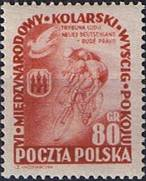 VI MIĘDZYNARODOWY KOLARSKI WYŚCIG POKOJU
TRYBUNA LUDU
NEUES DEUTSCHLAND
RUDÉ PRÁVO
80
GR
POCZTA POLSKA